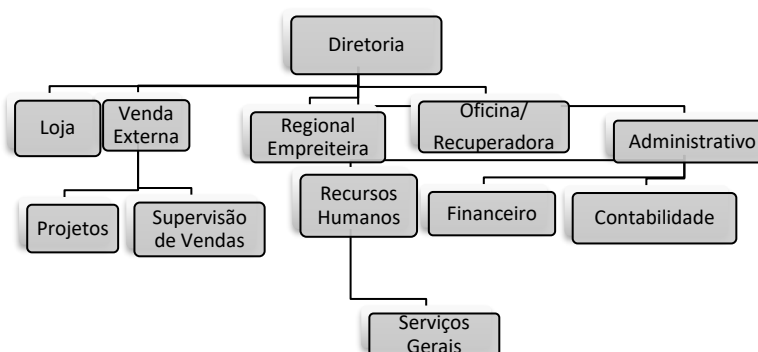 Diretoria
Loja
Venda
Externa
Regional
Empreiteira
Oficina/
Recuperadora
Administrativo
Projetos
Supervisão
de Vendas
Recursos
Humanos
Financeiro
Contabilidade
Serviços
Gerais